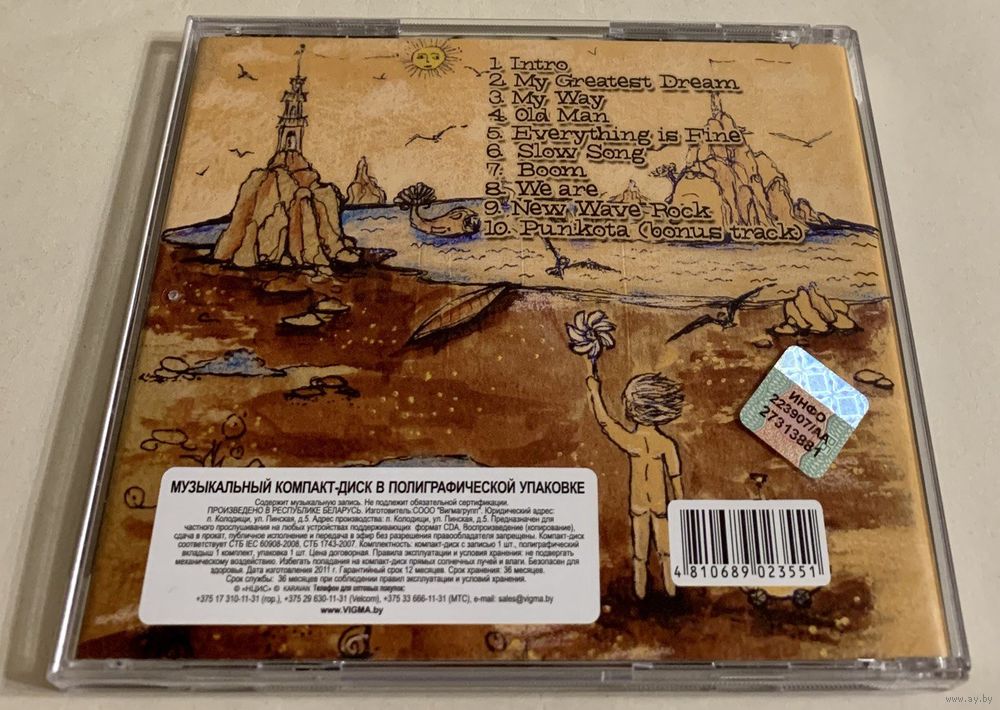 1. Intro
2. My Greatest Dream
3. My Way
4. Old Man
5. Everything is Fine
6. Slow Song
7. Boom
8. We are
9. New Wave Rock
10. Punkota (bonus track)
ИНФО
223907/АА
27313881
МУЗЫКАЛЬНЫЙ КОМПАКТ-ДИСК В ПОЛИГРАФИЧЕСКОЙ УПАКОВКЕ
Содержит музыкальную запись. Не подлежит обязательной сертификации.
ПРОИЗВЕДЕНО В РЕСПУБЛИКЕ БЕЛАРУСЬ. Изготовитель:СООО "Вигмагрупп". Юридический адрес:
п. Колодищи, ул. Пинская, д.5. Адрес производства: п. Колодищи, ул. Пинская, д.5. Предназначен для
частного прослушивания на любых устройствах поддерживающих формат CDA. Воспроизведение (копирование),
сдача в прокат, публичное исполнение и передача в эфир без разрешения правообладателя запрещены. Компакт-диск
соответствует СТБ IEC 60908-2008, СТБ 1743-2007. Комплектность: компакт-диск с записью 1 шт., полиграфический
вкладыш 1 комплект, упаковка 1 шт. Цена договорная. Правила эксплуатации и условия хранения: не подвергать
механическому воздействию. Избегать попадания на компакт-диск прямых солнечных лучей и влаги. Безопасен для
здоровья. Дата изготовления 2011 г. Гарантийный срок 12 месяцев. Срок хранения: 36 месяцев.
Срок службы: 36 месяцев при соблюдении правил эксплуатации и условий хранения.
© «НЦИС» © KARAVAN Телефон для оптовых покупок:
+375 17 310-11-31 (гор.), +375 29 630-11-31 (Velcom), +375 33 666-11-31 (МТС), e-mail: sales@vigma.by
www.VIGMA.by
4 810689 023551
www.ay.by